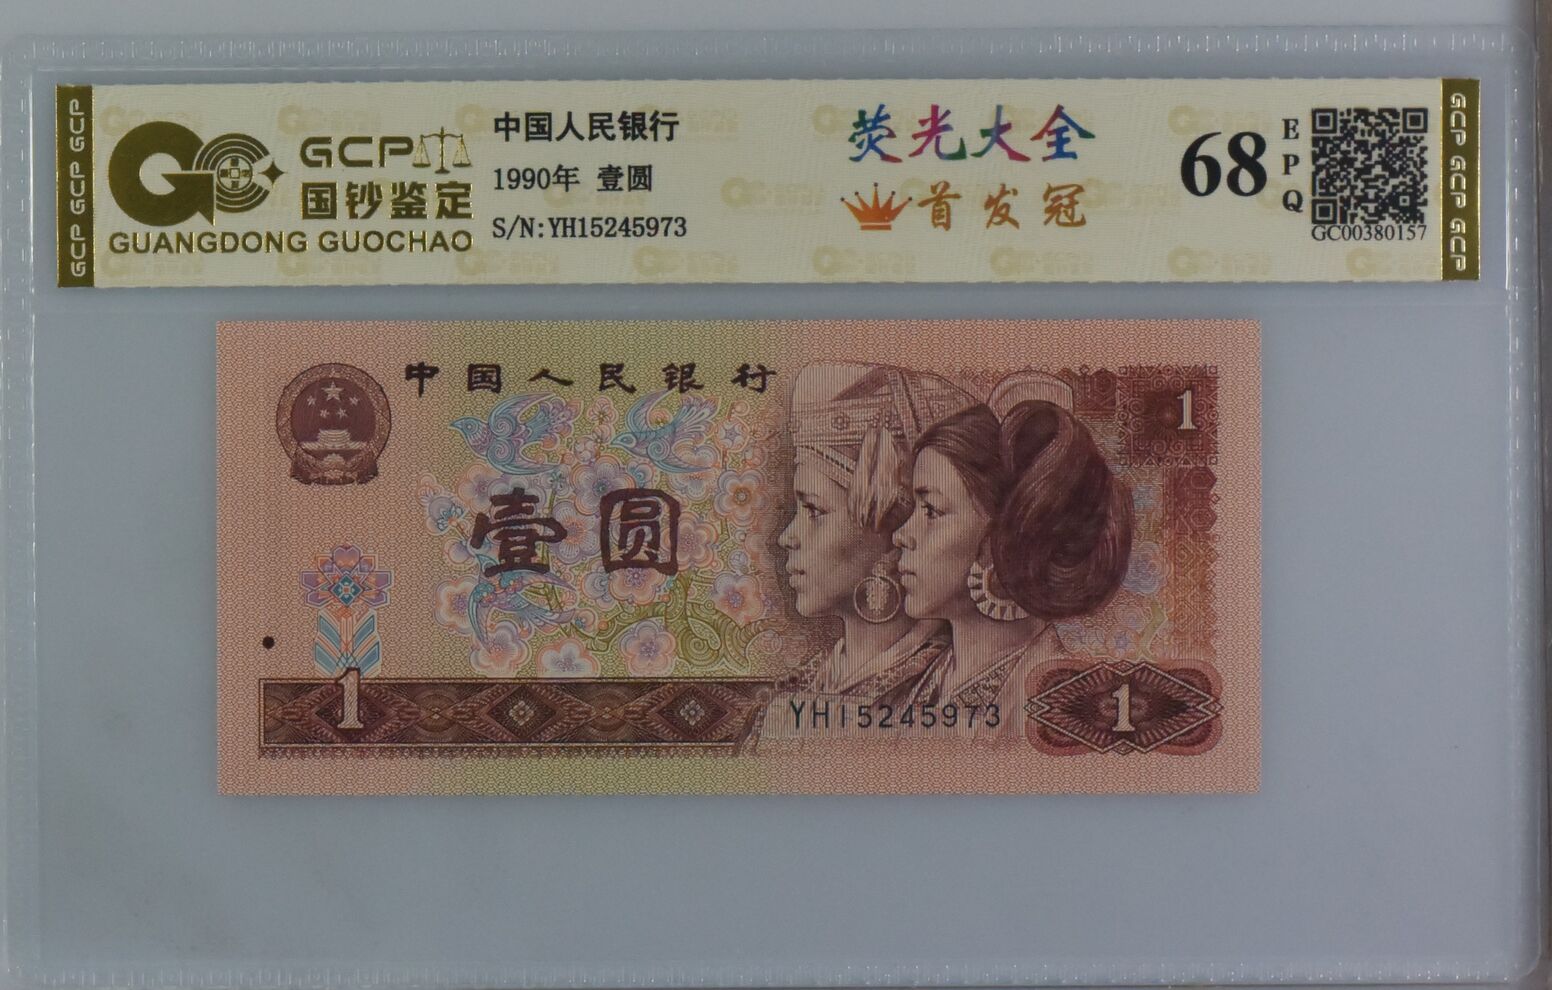 GCP GCP GCP
GCP
国钞鉴定
GUANGDONG GUOCHAO
中国人民银行
1990年 壹圆
S/N:YH15245973
荧光大全
首发冠
68
EPQ
GC00380157
GCP GCP GCP
中国人民银行
1
壹圆
1
YH15245973
1